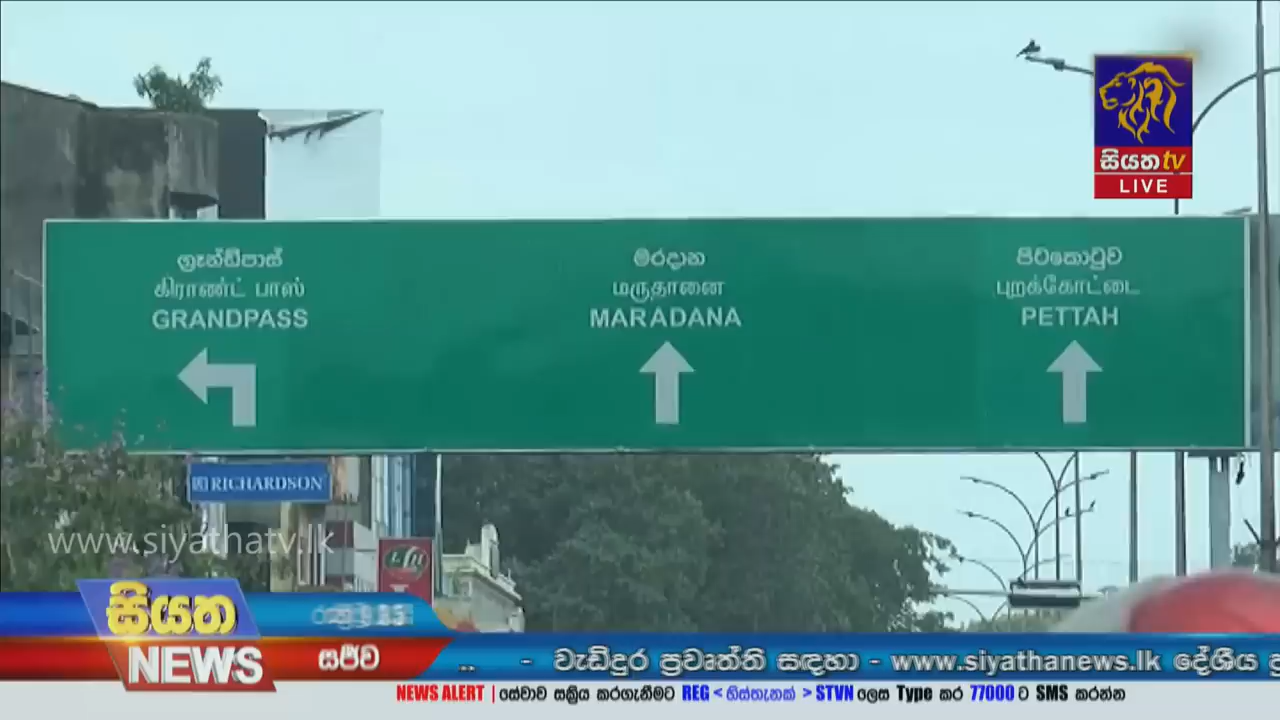 සියත tv
LIVE
ග්‍රෑන්ඩ්පාස්
கிராண்ட் பாஸ்
GRANDPASS
මරදාන
மருதானை
MARADANA
පිටකොටුව
புறக்கோட்டை
PETTAH
RICHARDSON
www.siyathatv.lk
සියත
NEWS
සජීව
.. - වැඩිදුර ප්‍රවෘත්ති සඳහා - www.siyathanews.lk දේශීය
NEWS ALERT | සේවාව සක්‍රීය කරගැනීමට REG < හිස්තැනක් > STVN ලෙස Type කර 77000 ට SMS කරන්න